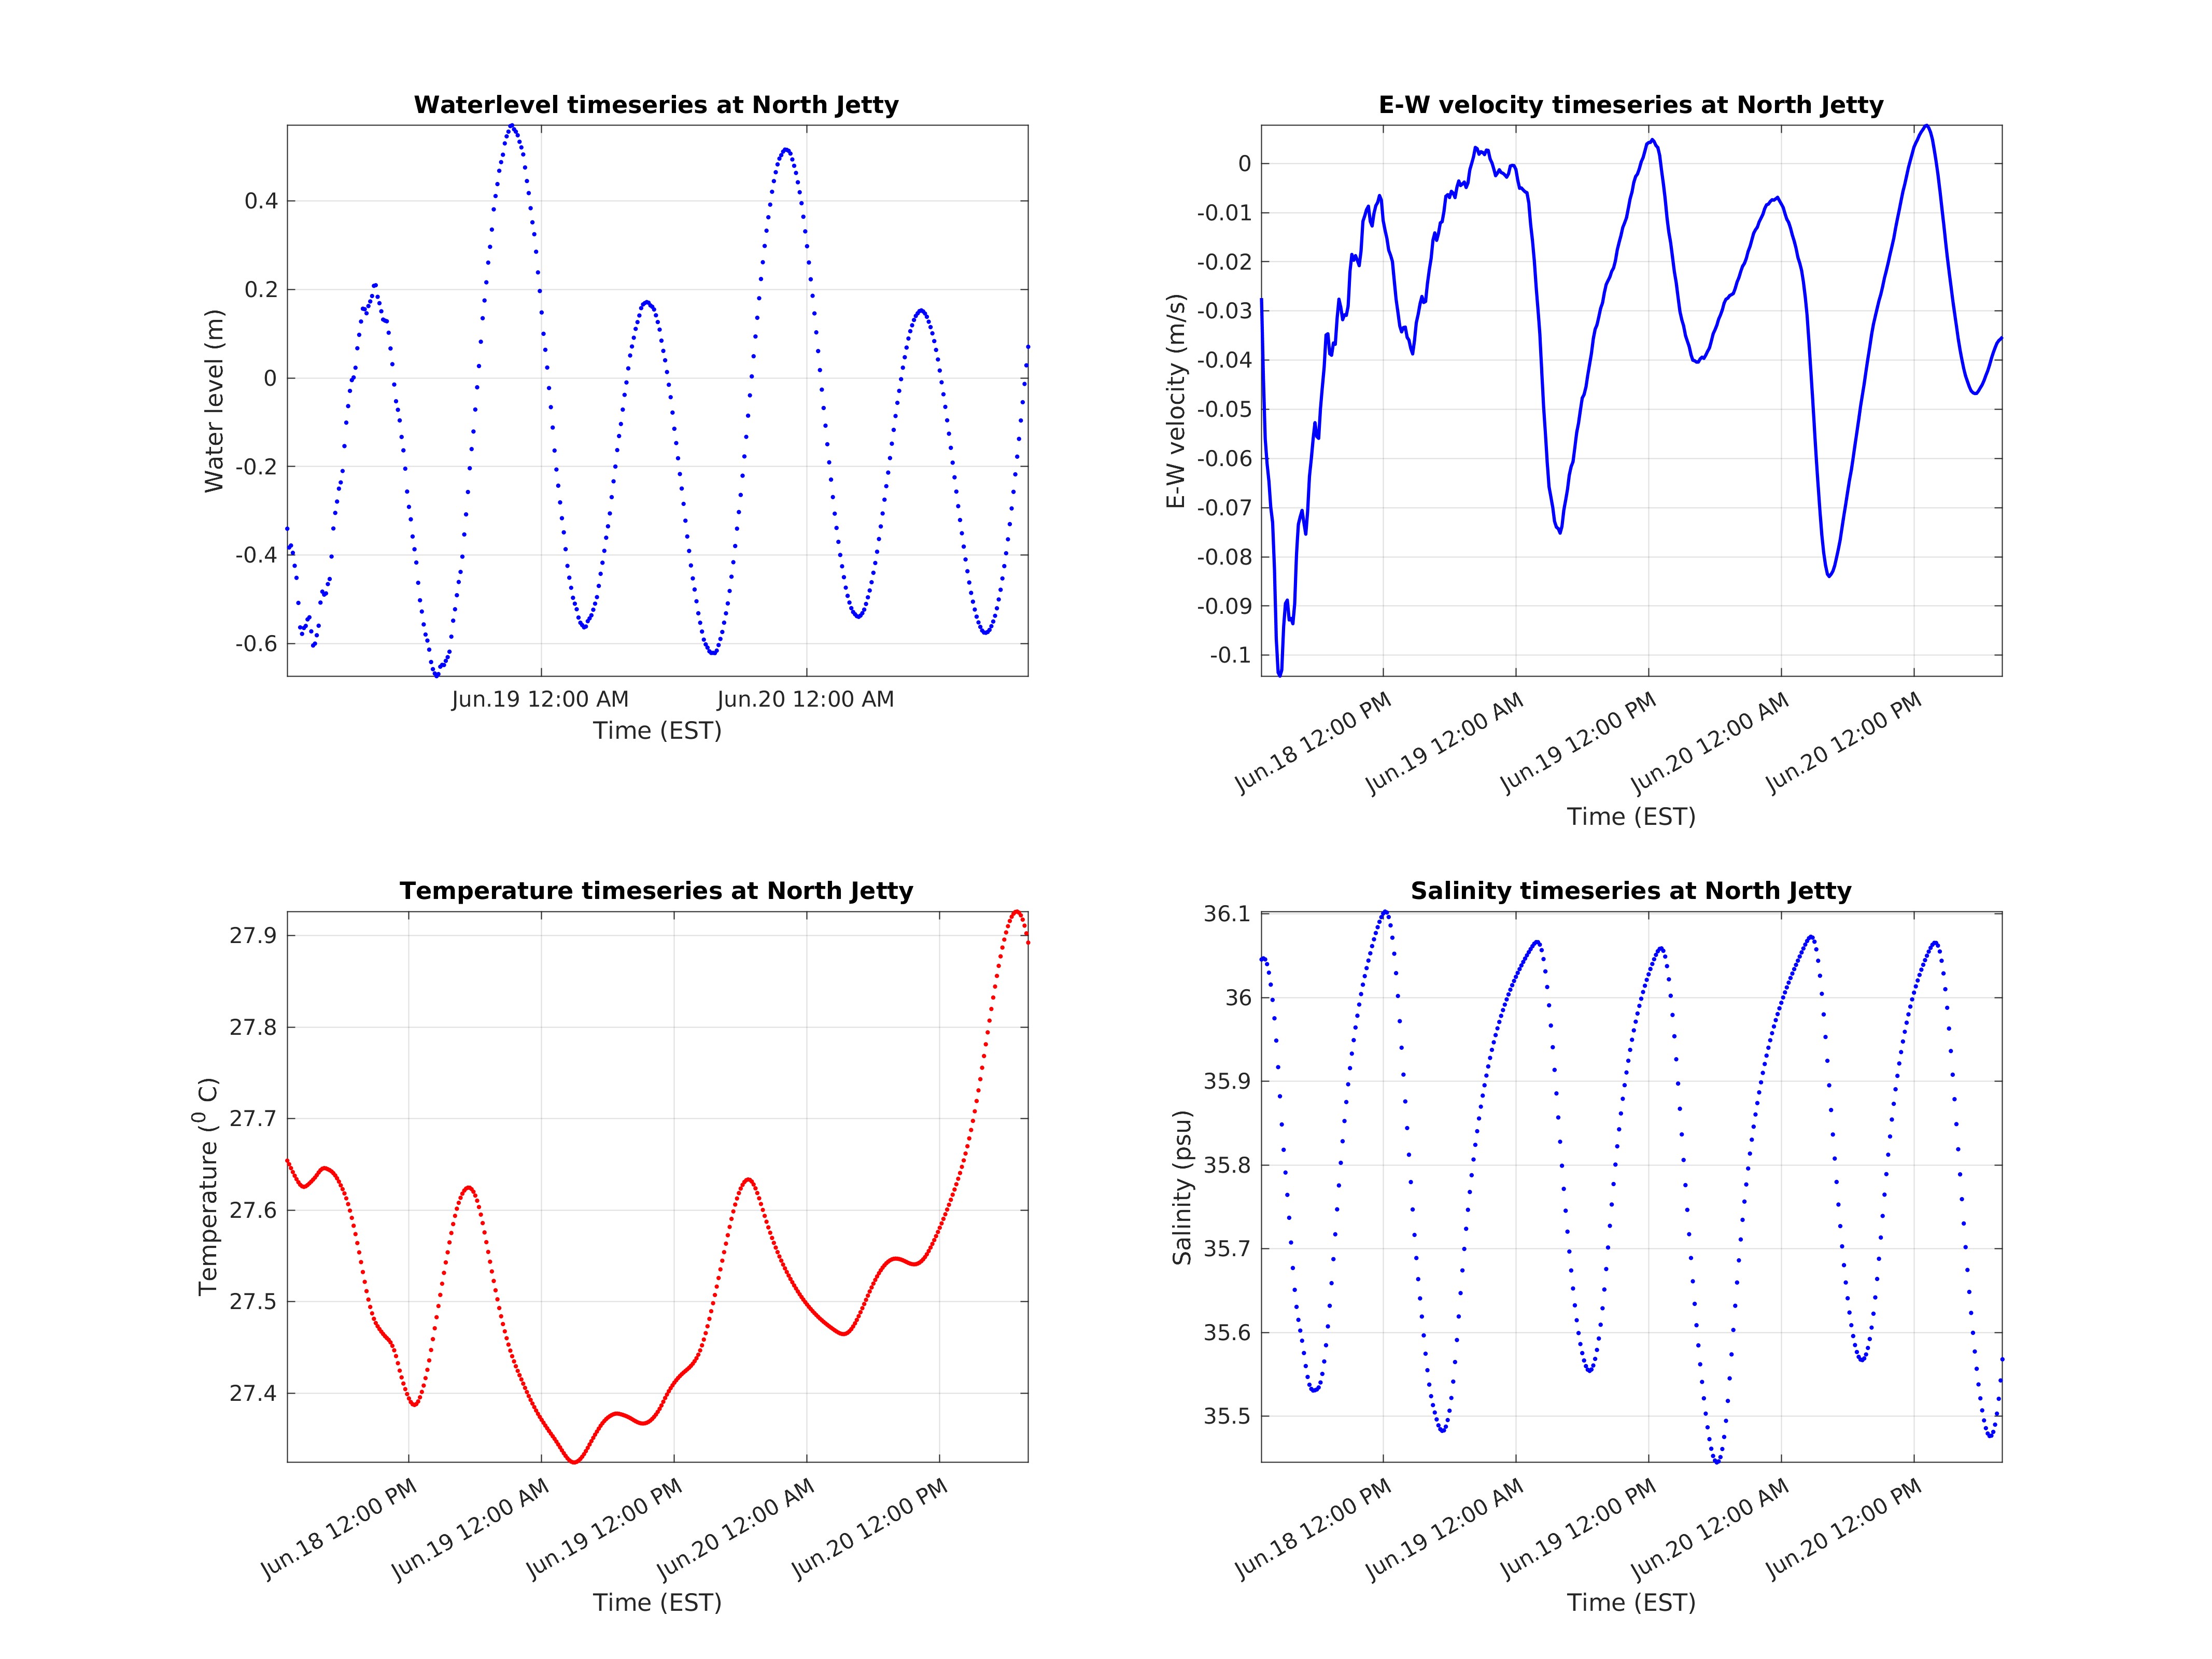 Waterlevel timeseries at North Jetty
0.4
0.2
0
-0.2
-0.4
-0.6
Water level (m)
Jun.19 12:00 AM
Jun.20 12:00 AM
Time (EST)
E-W velocity timeseries at North Jetty
0
-0.01
-0.02
-0.03
-0.04
-0.05
-0.06
-0.07
-0.08
-0.09
-0.1
E-W velocity (m/s)
Jun.18 12:00 PM
Jun.19 12:00 AM
Jun.19 12:00 PM
Jun.20 12:00 AM
Jun.20 12:00 PM
Time (EST)
Temperature timeseries at North Jetty
27.9
27.8
27.7
27.6
27.5
27.4
Temperature (⁰ C)
Jun.18 12:00 PM
Jun.19 12:00 AM
Jun.19 12:00 PM
Jun.20 12:00 AM
Jun.20 12:00 PM
Time (EST)
Salinity timeseries at North Jetty
36.1
36
35.9
35.8
35.7
35.6
35.5
Salinity (psu)
Jun.18 12:00 PM
Jun.19 12:00 AM
Jun.19 12:00 PM
Jun.20 12:00 AM
Jun.20 12:00 PM
Time (EST)